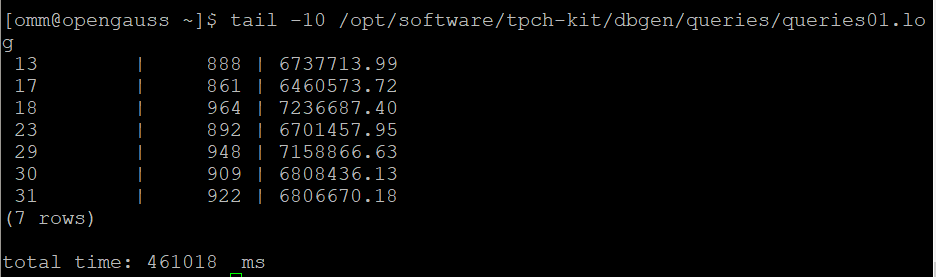 [omm@opengauss ~]$ tail -10 /opt/software/tpch-kit/dbgen/queries/queries01.lo
g
 13        |     888 | 6737713.99
 17        |     861 | 6460573.72
 18        |     964 | 7236687.40
 23        |     892 | 6701457.95
 29        |     948 | 7158866.63
 30        |     909 | 6808436.13
 31        |     922 | 6806670.18
(7 rows)

total time: 461018  ms